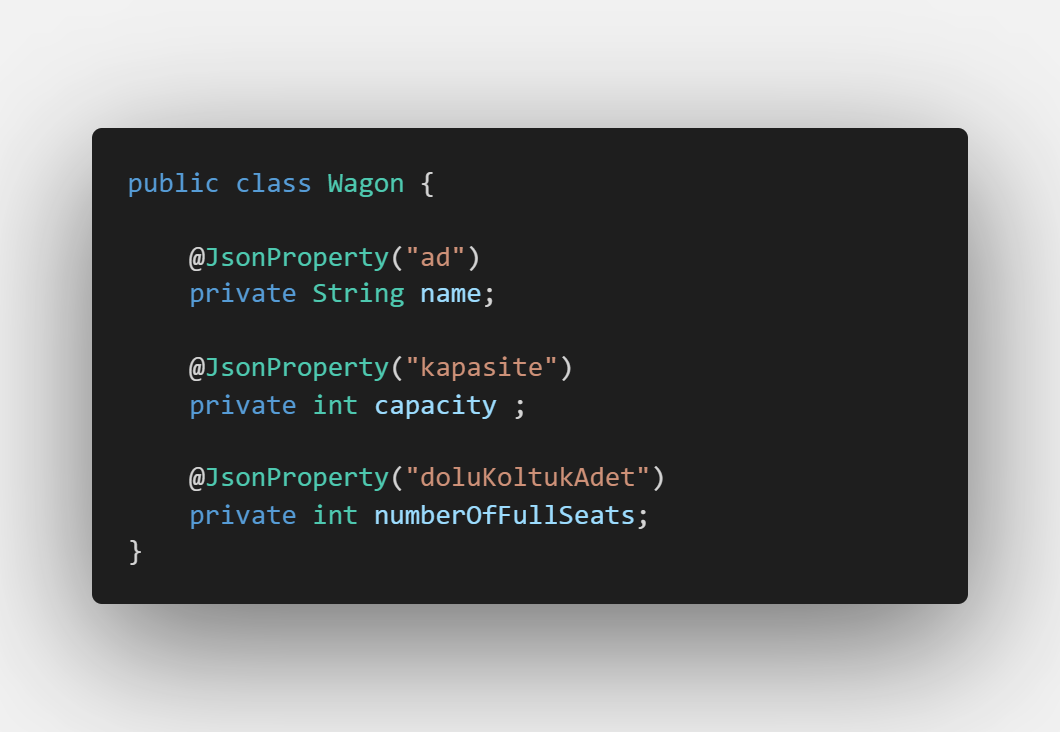 public class Wagon {
@JsonProperty("ad")
private String name;
@JsonProperty("kapasite")
private int capacity ;
@JsonProperty("doluKoltukAdet")
private int numberOfFullSeats;
}